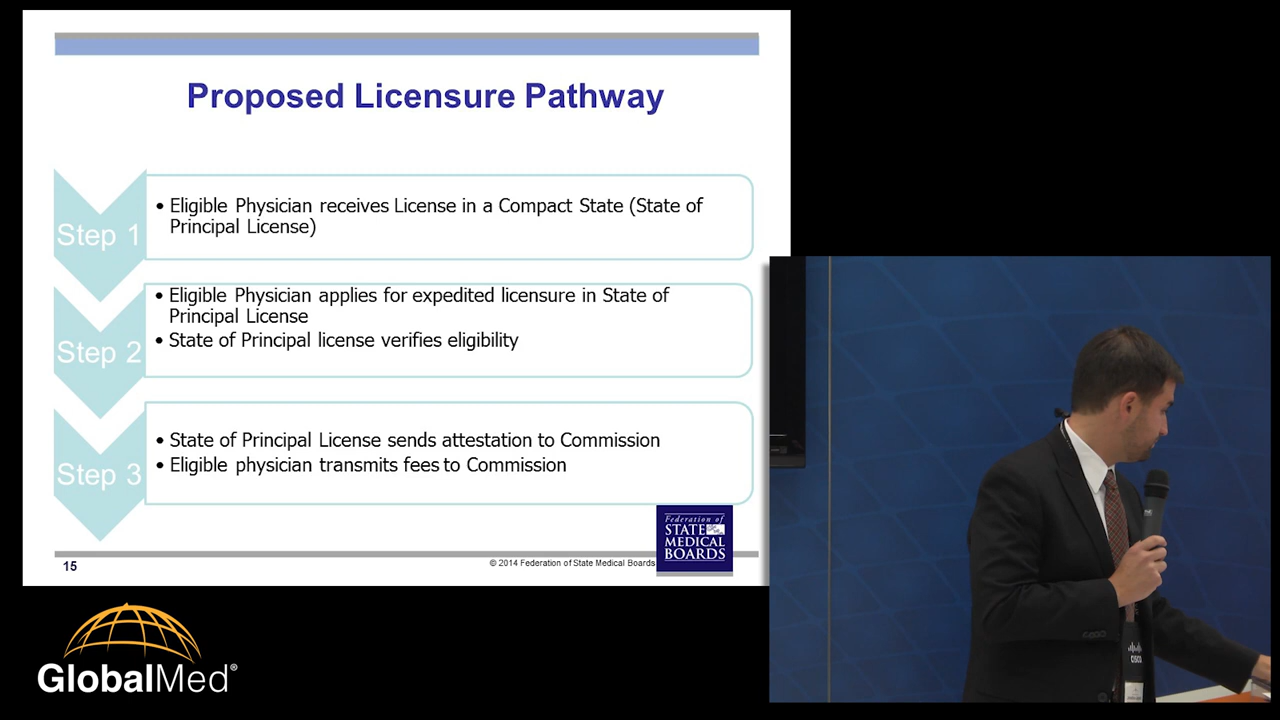 Proposed Licensure Pathway
Step 1
• Eligible Physician receives License in a Compact State (State of
Principal License)
Step 2
• Eligible Physician applies for expedited licensure in State of
Principal License
• State of Principal license verifies eligibility
Step 3
• State of Principal License sends attestation to Commission
• Eligible physician transmits fees to Commission
Federation of
STATE
MEDICAL
BOARDS
15
© 2014 Federation of State Medical Boards
GlobalMed®
CISCO